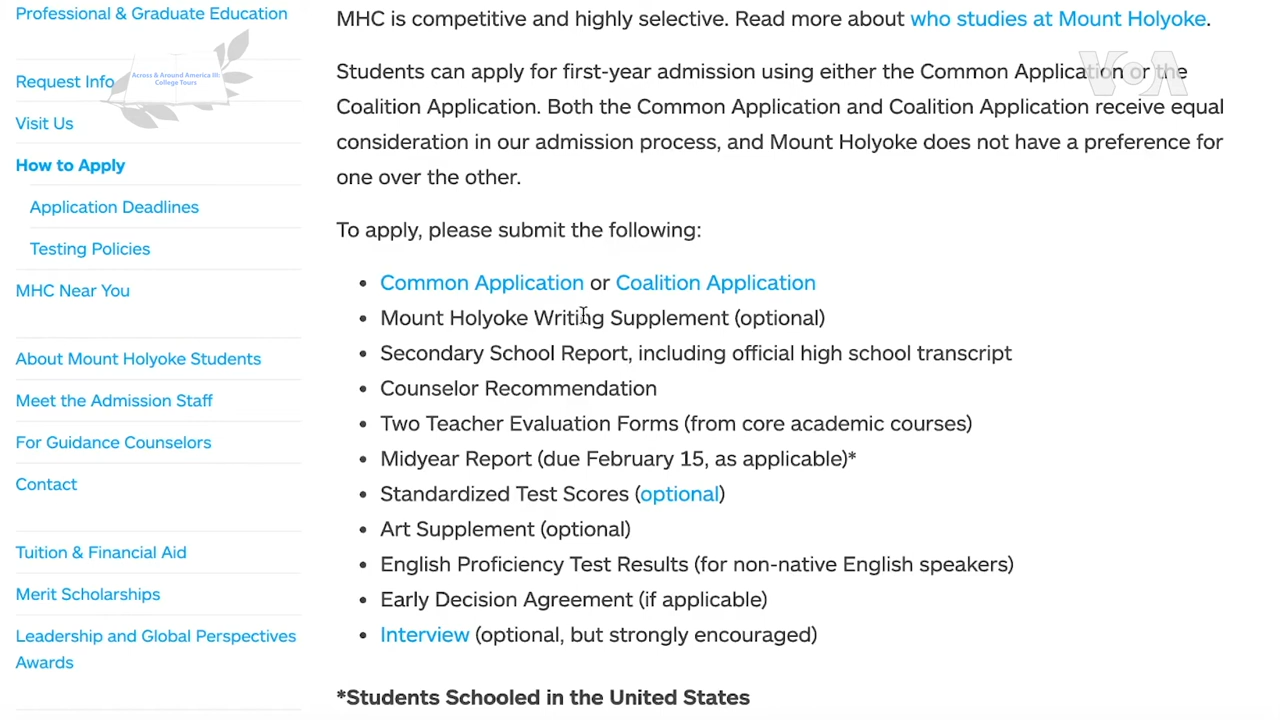 Professional & Graduate Education
Request Info
Across & Around America III:
College Tours
Visit Us
How to Apply
Application Deadlines
Testing Policies
MHC Near You
About Mount Holyoke Students
Meet the Admission Staff
For Guidance Counselors
Contact
Tuition & Financial Aid
Merit Scholarships
Leadership and Global Perspectives
Awards
VOA
MHC is competitive and highly selective. Read more about who studies at Mount Holyoke.
Students can apply for first-year admission using either the Common Application or the
Coalition Application. Both the Common Application and Coalition Application receive equal
consideration in our admission process, and Mount Holyoke does not have a preference for
one over the other.
To apply, please submit the following:
• Common Application or Coalition Application
• Mount Holyoke Writing Supplement (optional)
• Secondary School Report, including official high school transcript
• Counselor Recommendation
• Two Teacher Evaluation Forms (from core academic courses)
• Midyear Report (due February 15, as applicable)*
• Standardized Test Scores (optional)
• Art Supplement (optional)
• English Proficiency Test Results (for non-native English speakers)
• Early Decision Agreement (if applicable)
• Interview (optional, but strongly encouraged)
*Students Schooled in the United States